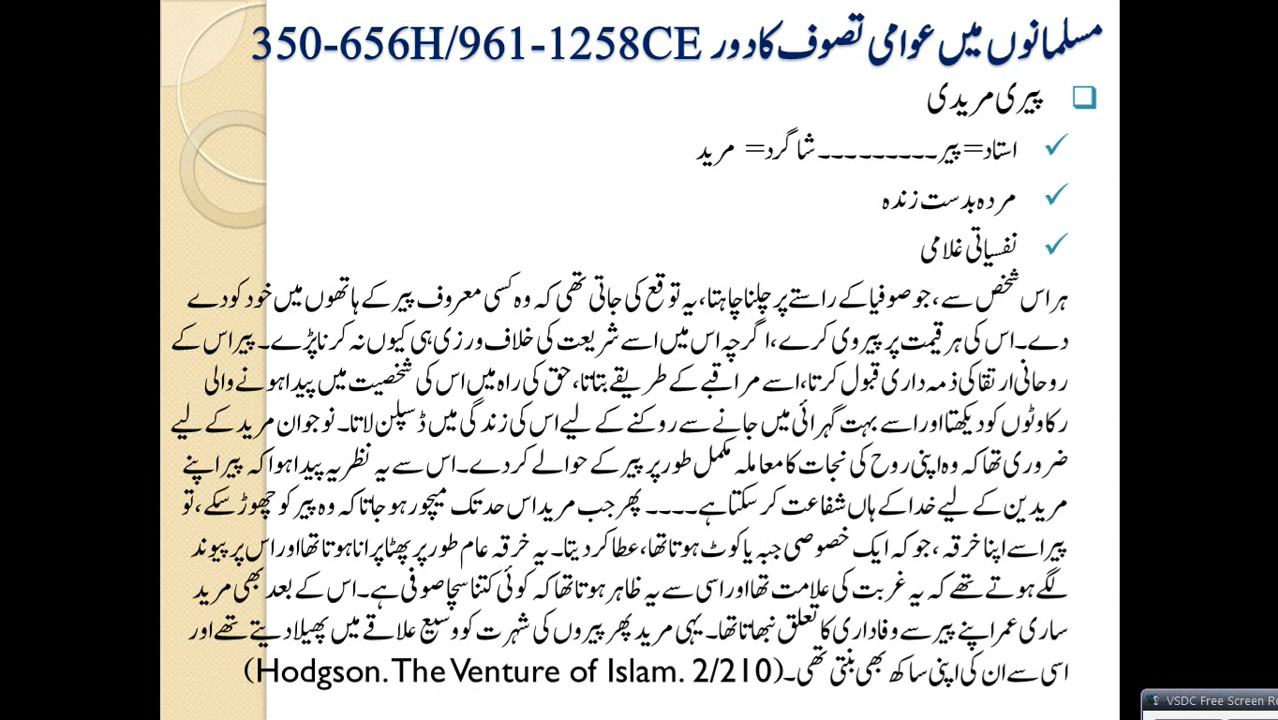 مسلمانوں میں عوامی تصوف کا دور 350-656H/961-1258CE
پیری مریدی
استاد= پیر---------شاگرد= مرید
مردہ بدست زندہ
نفسیاتی غلامی
ہر اس شخص سے، جو صوفیا کے راستے پر چلنا چاہتا، یہ توقع کی جاتی تھی کہ وہ کسی معروف پیر کے ہاتھوں میں خود کو دے
دے۔ اس کی ہر قیمت پر پیروی کرے، اگرچہ اس میں اسے شریعت کی خلاف ورزی ہی کیوں نہ کرنا پڑے۔ پیر اس کے
روحانی ارتقا کی ذمہ داری قبول کرتا، اسے مراقبے کے طریقے بتاتا، حق کی راہ میں اس کی شخصیت میں پیدا ہونے والی
رکاوٹوں کو دیکھتا اور اسے بہت گہرائی میں جانے سے روکنے کے لیے اس کی زندگی میں ڈسپلن لاتا۔ نوجوان مرید کے لیے
ضروری تھا کہ وہ اپنی روح کی نجات کا معاملہ مکمل طور پر پیر کے حوالے کر دے۔ اس سے یہ نظریہ پیدا ہوا کہ پیر اپنے
مریدین کے لیے خدا کے ہاں شفاعت کر سکتا ہے۔۔۔۔ پھر جب مرید اس حد تک میچور ہو جاتا کہ وہ پیر کو چھوڑ سکے، تو
پیر اسے اپنا خرقہ، جو کہ ایک خصوصی جبہ یا کوٹ ہوتا تھا، عطا کر دیتا۔ یہ خرقہ عام طور پر پھٹا پرانا ہوتا تھا اور اس پر پیوند
لگے ہوتے تھے کہ یہ غربت کی علامت تھا اور اسی سے یہ ظاہر ہوتا تھا کہ کوئی کتنا سچا صوفی ہے۔ اس کے بعد بھی مرید
ساری عمر اپنے پیر سے وفاداری کا تعلق نبھاتا تھا۔ یہی مرید پھر پیروں کی شہرت کو وسیع علاقے میں پھیلا دیتے تھے اور
اسی سے ان کی اپنی ساکھ بھی بنتی تھی۔ (Hodgson. The Venture of Islam. 2/210)
VSDC Free Screen Re